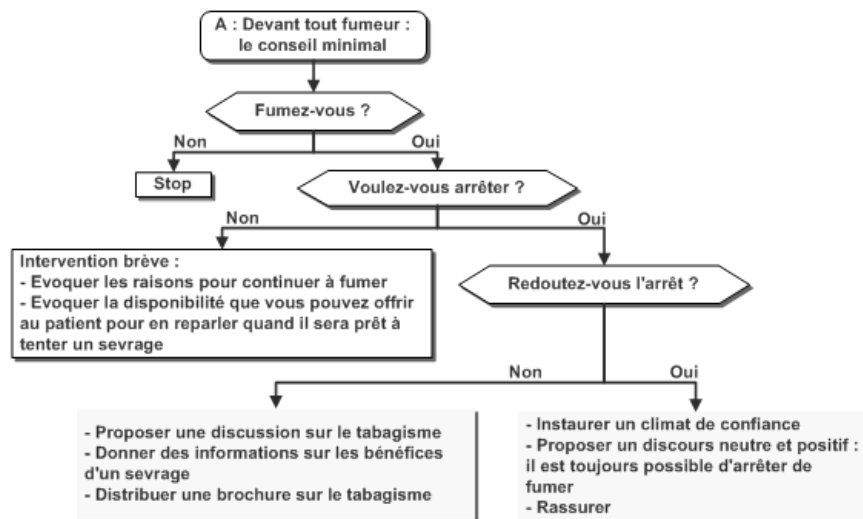 A : Devant tout fumeur :
le conseil minimal
Fumez-vous ?
Non
Oui
Stop
Voulez-vous arrêter ?
Non
Oui
Intervention brève :
- Evoquer les raisons pour continuer à fumer
- Evoquer la disponibilité que vous pouvez offrir
au patient pour en reparler quand il sera prêt à
tenter un sevrage
Redoutez-vous l'arrêt ?
Non
Oui
- Proposer une discussion sur le tabagisme
- Donner des informations sur les bénéfices
d'un sevrage
- Distribuer une brochure sur le tabagisme
- Instaurer un climat de confiance
- Proposer un discours neutre et positif :
il est toujours possible d'arrêter de
fumer
- Rassurer